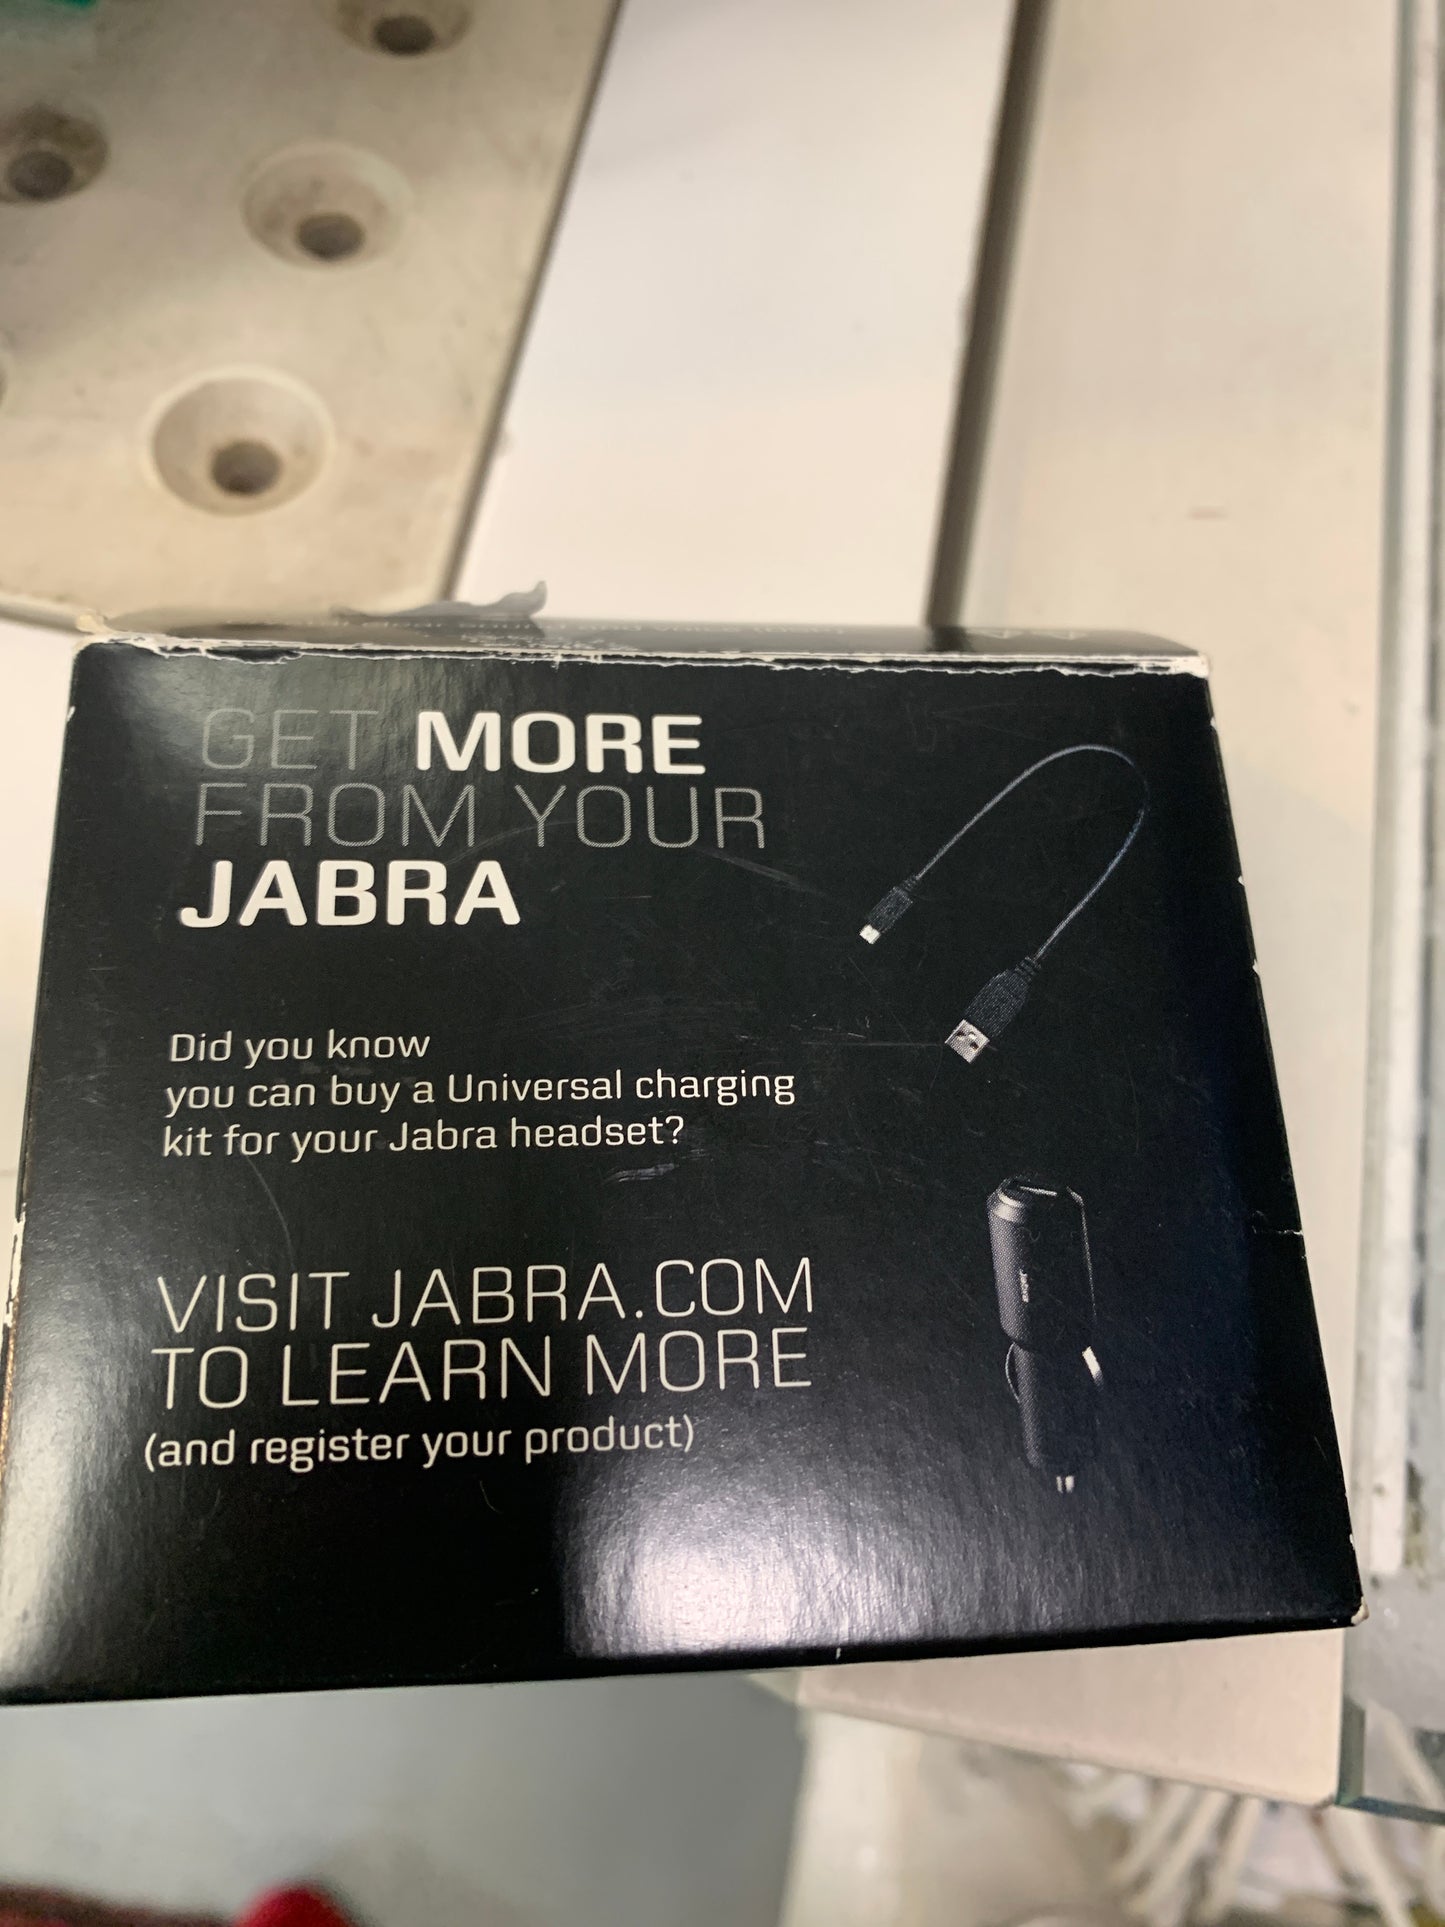 GET MORE
FROM YOUR
JABRA
Did you know
you can buy a Universal charging
kit for your Jabra headset?
VISIT JABRA.COM
TO LEARN MORE
(and register your product)
Jabra